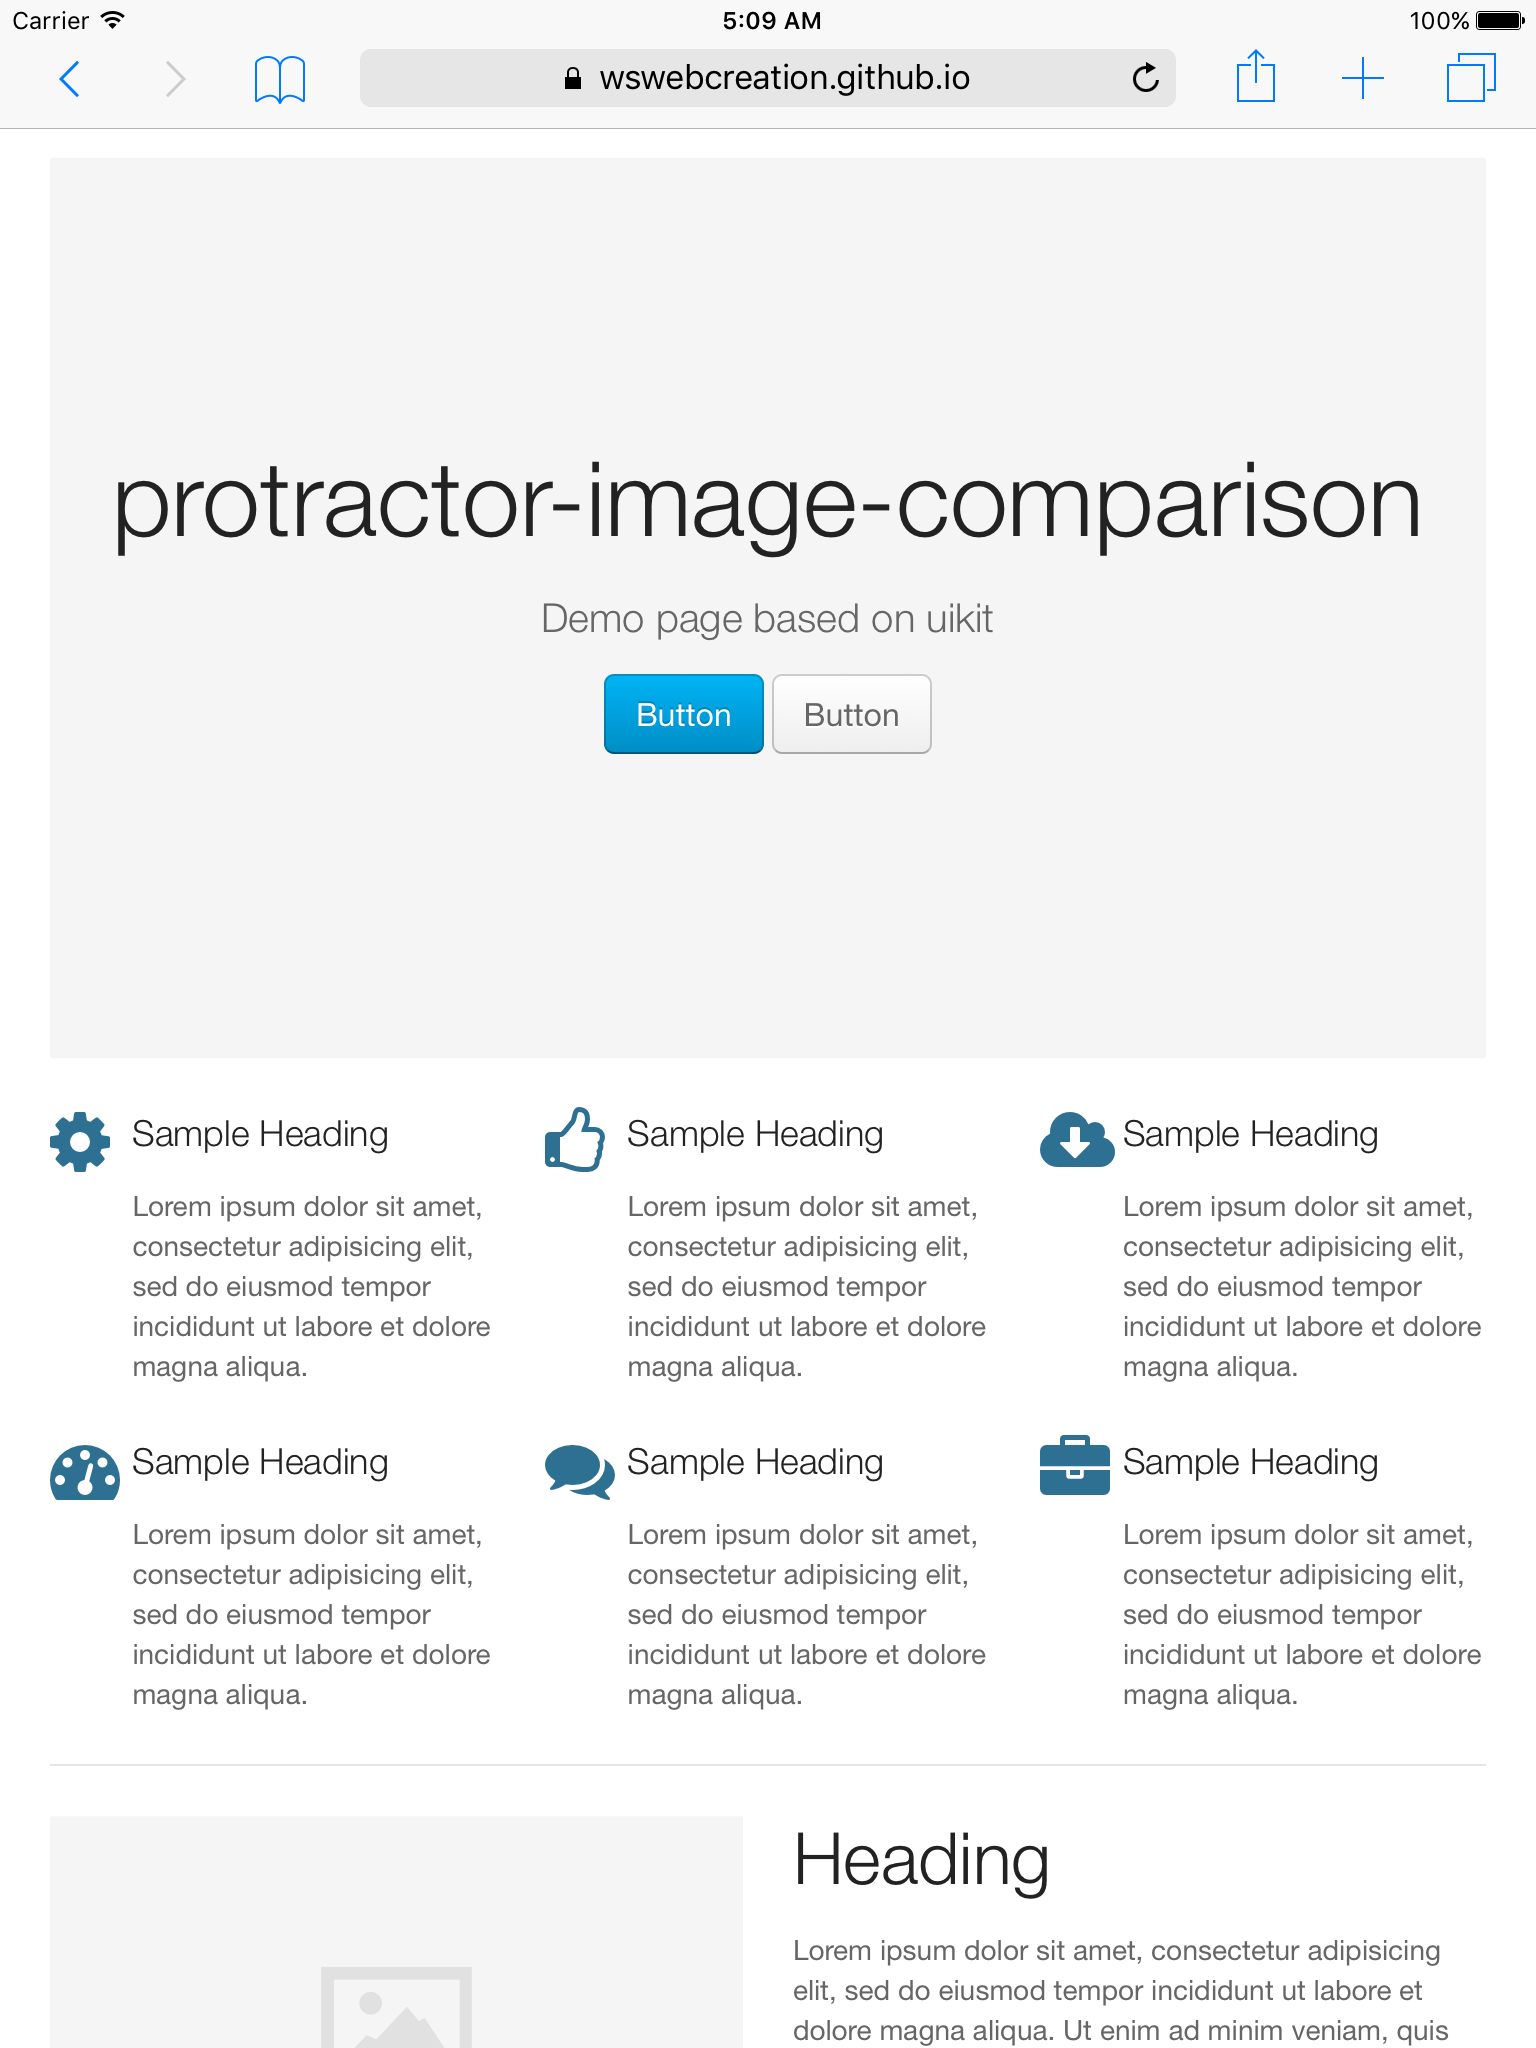 Carrier 5:09 AM 100%
wswebcreation.github.io
protractor-image-comparison
Demo page based on uikit
Button Button
Sample Heading
Lorem ipsum dolor sit amet,
consectetur adipisicing elit,
sed do eiusmod tempor
incididunt ut labore et dolore
magna aliqua.
Sample Heading
Lorem ipsum dolor sit amet,
consectetur adipisicing elit,
sed do eiusmod tempor
incididunt ut labore et dolore
magna aliqua.
Sample Heading
Lorem ipsum dolor sit amet,
consectetur adipisicing elit,
sed do eiusmod tempor
incididunt ut labore et dolore
magna aliqua.
Sample Heading
Lorem ipsum dolor sit amet,
consectetur adipisicing elit,
sed do eiusmod tempor
incididunt ut labore et dolore
magna aliqua.
Sample Heading
Lorem ipsum dolor sit amet,
consectetur adipisicing elit,
sed do eiusmod tempor
incididunt ut labore et dolore
magna aliqua.
Sample Heading
Lorem ipsum dolor sit amet,
consectetur adipisicing elit,
sed do eiusmod tempor
incididunt ut labore et dolore
magna aliqua.
Heading
Lorem ipsum dolor sit amet, consectetur adipisicing
elit, sed do eiusmod tempor incididunt ut labore et
dolore magna aliqua. Ut enim ad minim veniam, quis